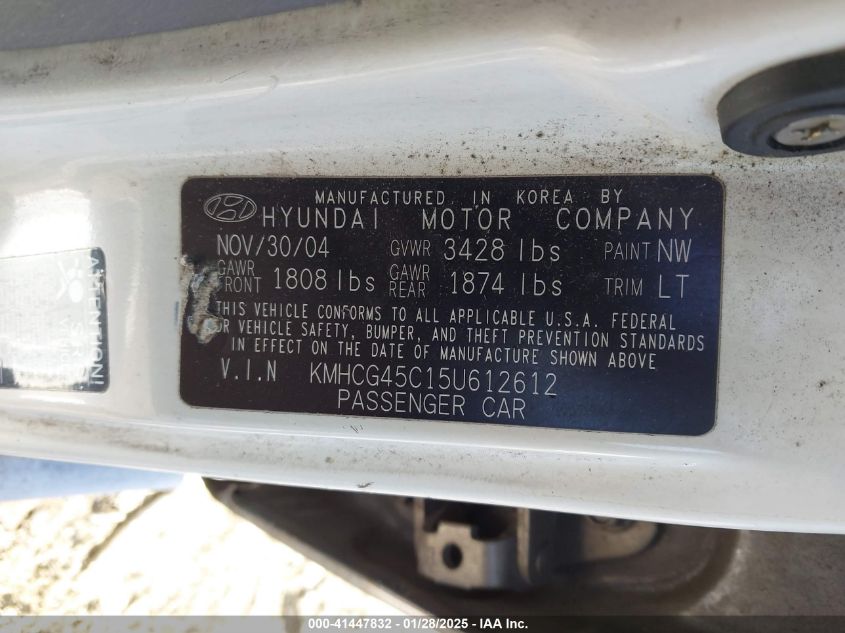 MANUFACTURED IN KOREA BY
HYUNDAI MOTOR COMPANY
NOV/30/04 GVWR 3428 lbs PAINT NW
GAWR FRONT 1808 lbs GAWR REAR 1874 lbs TRIM LT
THIS VEHICLE CONFORMS TO ALL APPLICABLE U.S.A. FEDERAL
FOR VEHICLE SAFETY, BUMPER, AND THEFT PREVENTION STANDARDS
IN EFFECT ON THE DATE OF MANUFACTURE SHOWN ABOVE
V.I.N KMHCG45C15U612612
PASSENGER CAR
ATTENTION!
000-41447832 - 01/28/2025 - IAA, Inc.